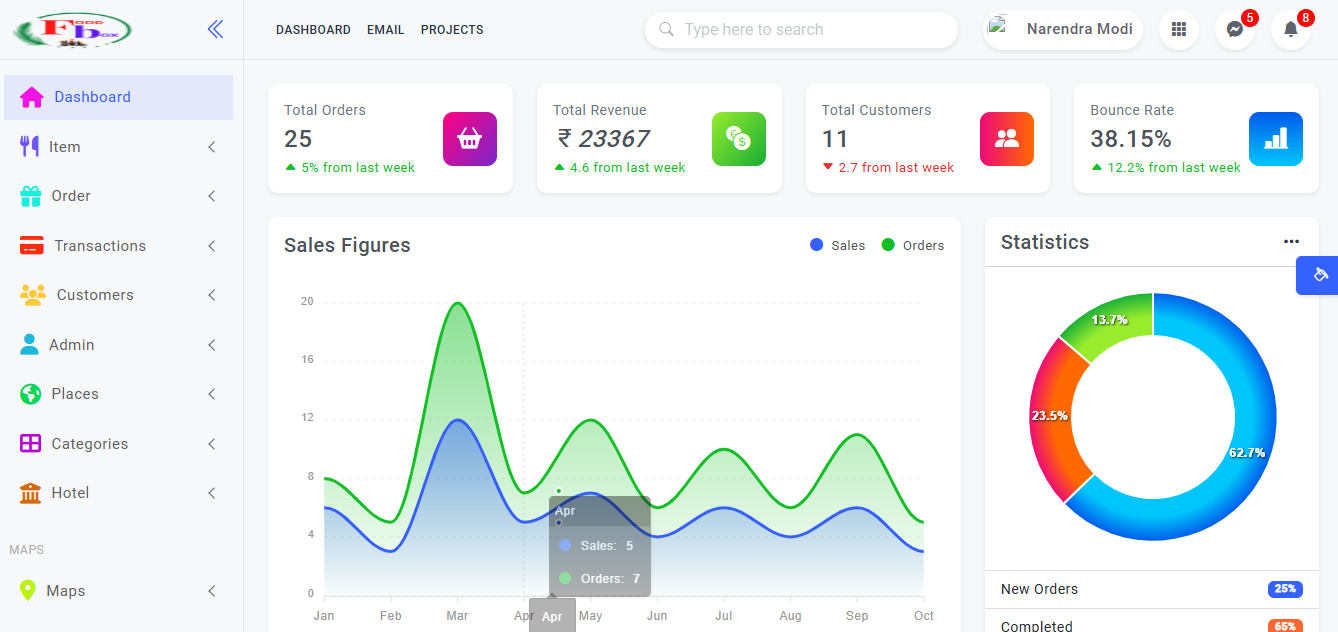 Food
Fbox
DASHBOARD EMAIL PROJECTS
Type here to search
Narendra Modi
5
8
Dashboard
Item
Order
Transactions
Customers
Admin
Places
Categories
Hotel
MAPS
Maps
Total Orders
25
5% from last week
Total Revenue
₹ 23367
4.6 from last week
Total Customers
11
2.7 from last week
Bounce Rate
38.15%
12.2% from last week
Sales Figures
Sales Orders
20
16
12
8
4
0
Apr
Sales: 5
Orders: 7
Jan Feb Mar Apr May Jun Jul Aug Sep Oct
Apr
Statistics
13.7%
23.5%
62.7%
New Orders 25%
Completed 65%